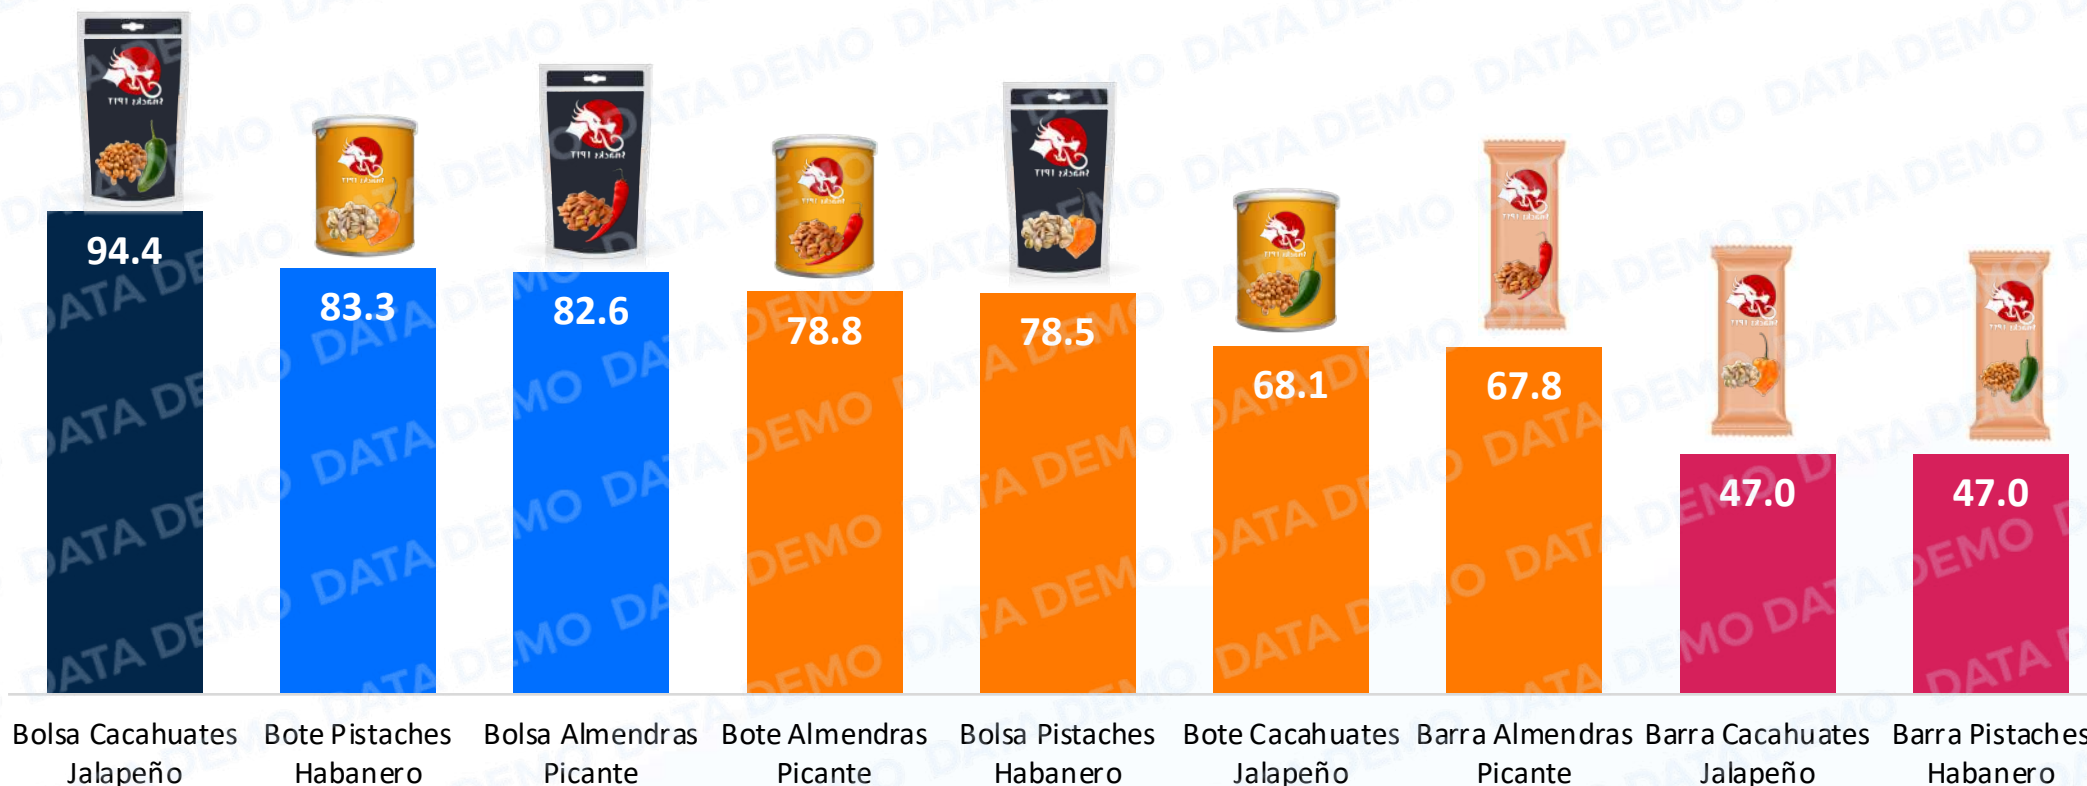 94.4
83.3
82.6
78.8
78.5
68.1
67.8
47.0
47.0
Bolsa Cacahuates
Jalapeño
Bote Pistaches
Habanero
Bolsa Almendras
Picante
Bote Almendras
Picante
Bolsa Pistaches
Habanero
Bote Cacahuates
Jalapeño
Barra Almendras
Picante
Barra Cacahuates
Jalapeño
Barra Pistaches
Habanero
DATA DEMO